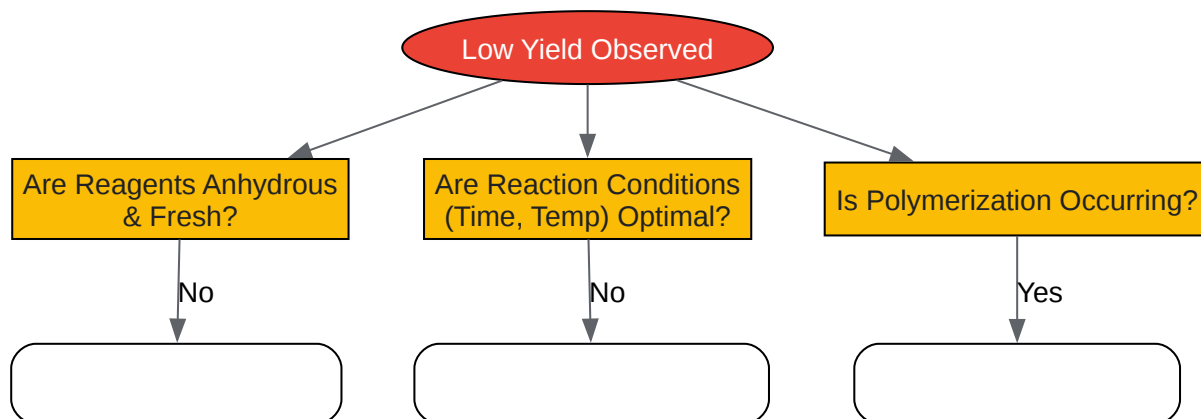 Low Yield Observed
Are Reagents Anhydrous
& Fresh?
Are Reaction Conditions
(Time, Temp) Optimal?
Is Polymerization Occurring?
No
No
Yes